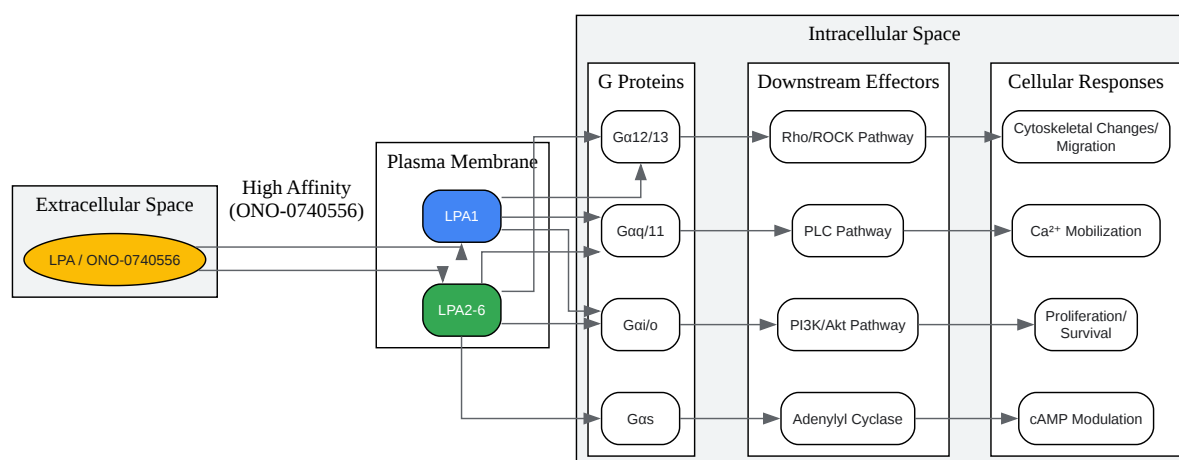 Intracellular Space
G Proteins
Downstream Effectors
Cellular Responses
Gα12/13
Rho/ROCK Pathway
Cytoskeletal Changes/
Migration
Plasma Membrane
High Affinity
(ONO-0740556)
Extracellular Space
LPA1
Gαq/11
PLC Pathway
Ca²⁺ Mobilization
LPA / ONO-0740556
LPA2-6
Gαi/o
PI3K/Akt Pathway
Proliferation/
Survival
Gαs
Adenylyl Cyclase
cAMP Modulation